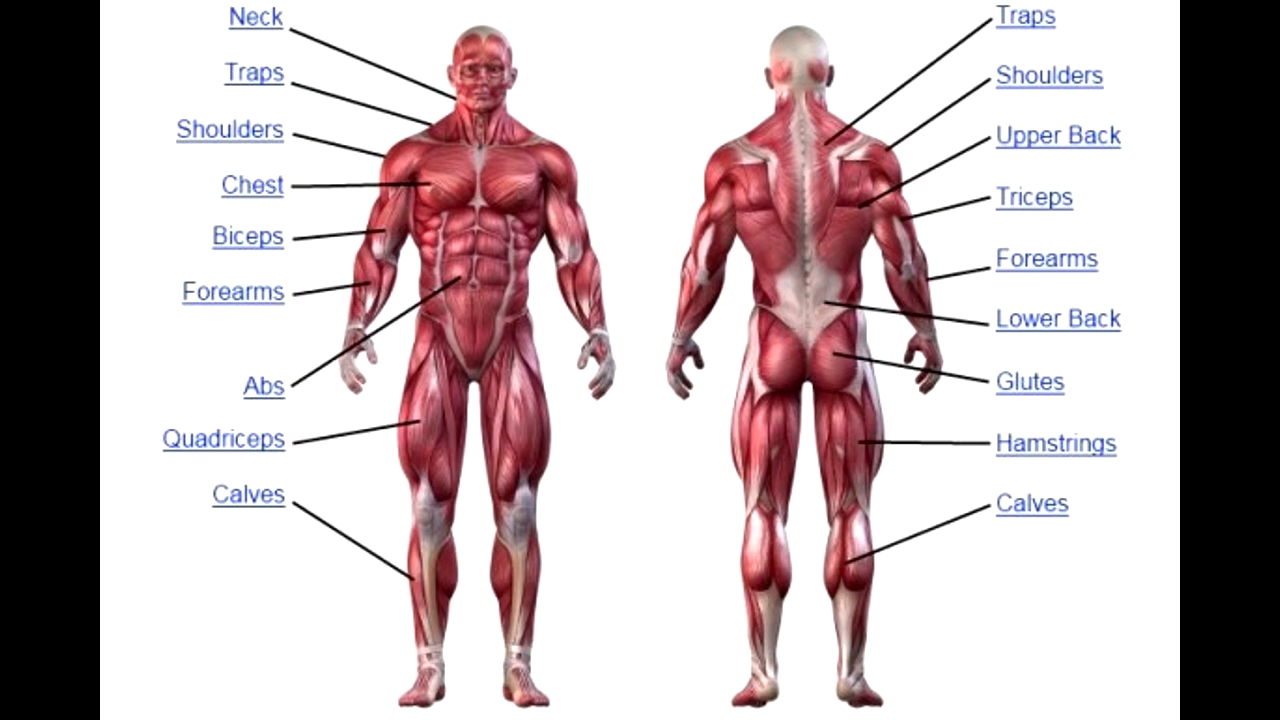 Neck
Traps
Shoulders
Chest
Biceps
Forearms
Abs
Quadriceps
Calves
Traps
Shoulders
Upper Back
Triceps
Forearms
Lower Back
Glutes
Hamstrings
Calves